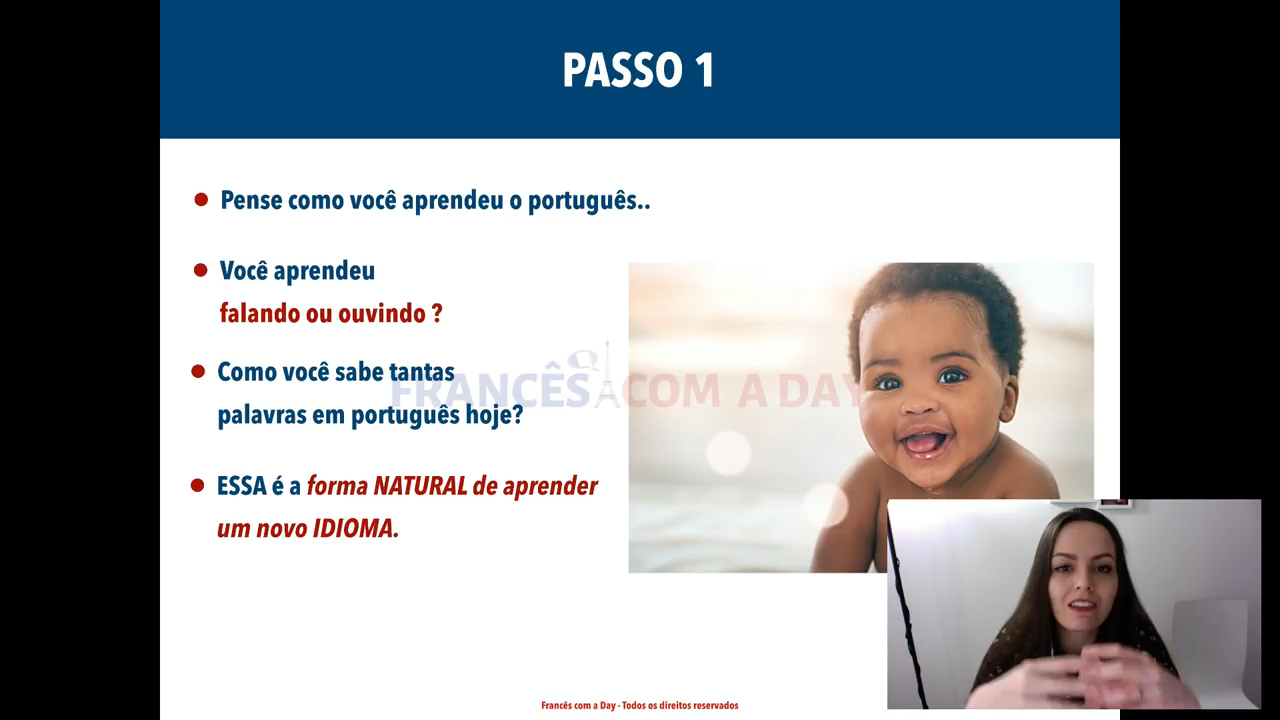 PASSO 1
Pense como você aprendeu o português..
Você aprendeu
falando ou ouvindo ?
Como você sabe tantas
palavras em português hoje?
FRANCÊS COM A DAY
ESSA é a forma NATURAL de aprender
um novo IDIOMA.
Francês com a Day - Todos os direitos reservados